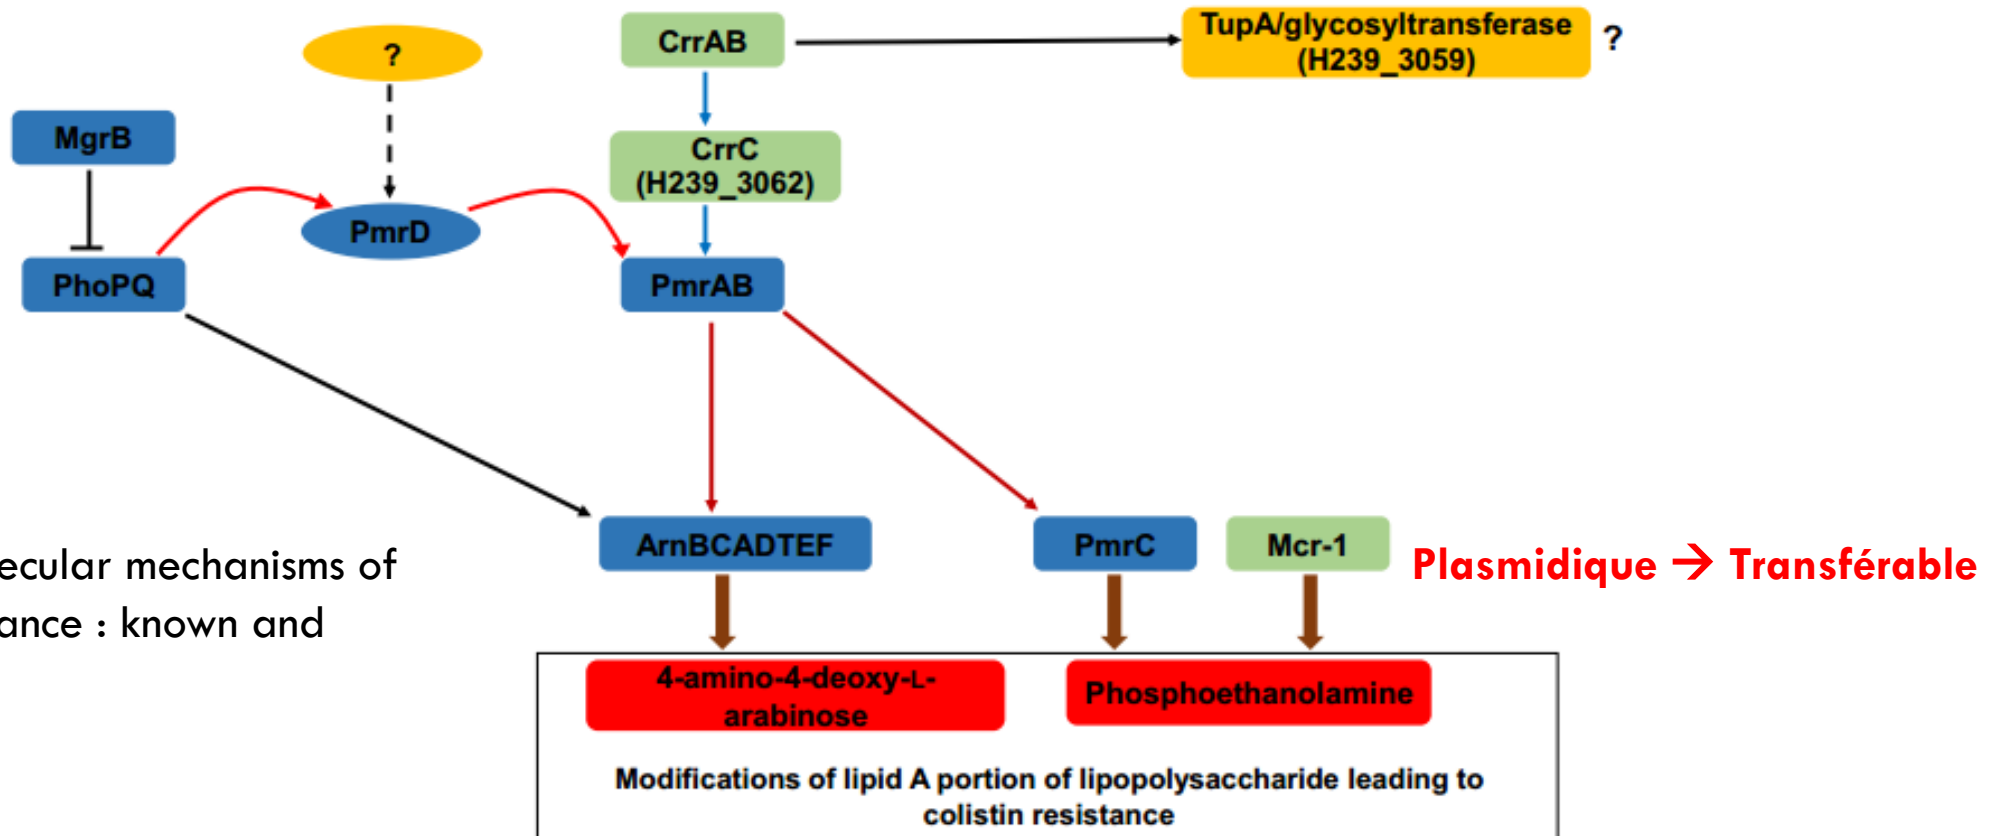 ?
CrrAB
TupA/glycosyltransferase
(H239_3059)
?
MgrB
CrrC
(H239_3062)
PmrD
PhoPQ
PmrAB
ArnBCADTEF
PmrC
Mcr-1
Plasmidique → Transférable
ecular mechanisms of
ance : known and
4-amino-4-deoxy-L-
arabinose
Phosphoethanolamine
Modifications of lipid A portion of lipopolysaccharide leading to
colistin resistance